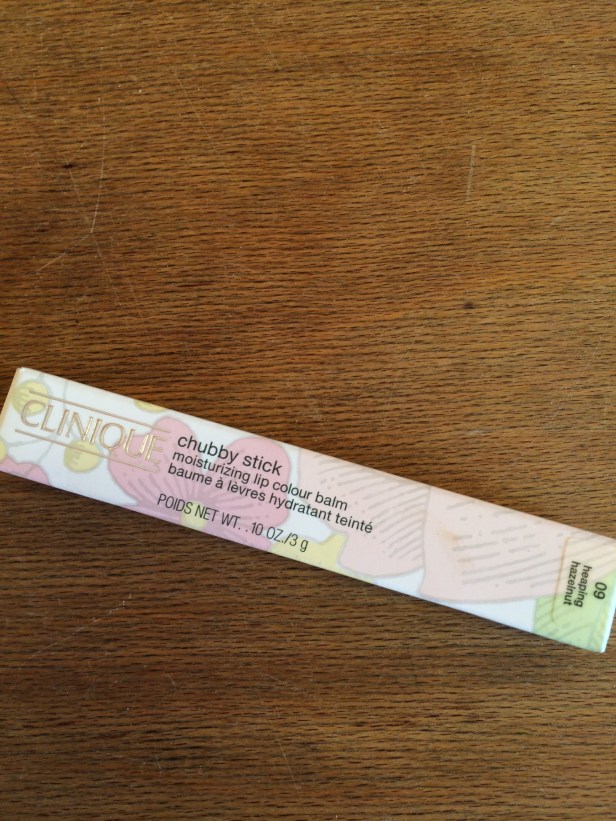 CLINIQUE
chubby stick
moisturizing lip colour balm
baume à lèvres hydratant teinté
POIDS NET WT. .10 OZ./3 g
09
heaping
hazelnut